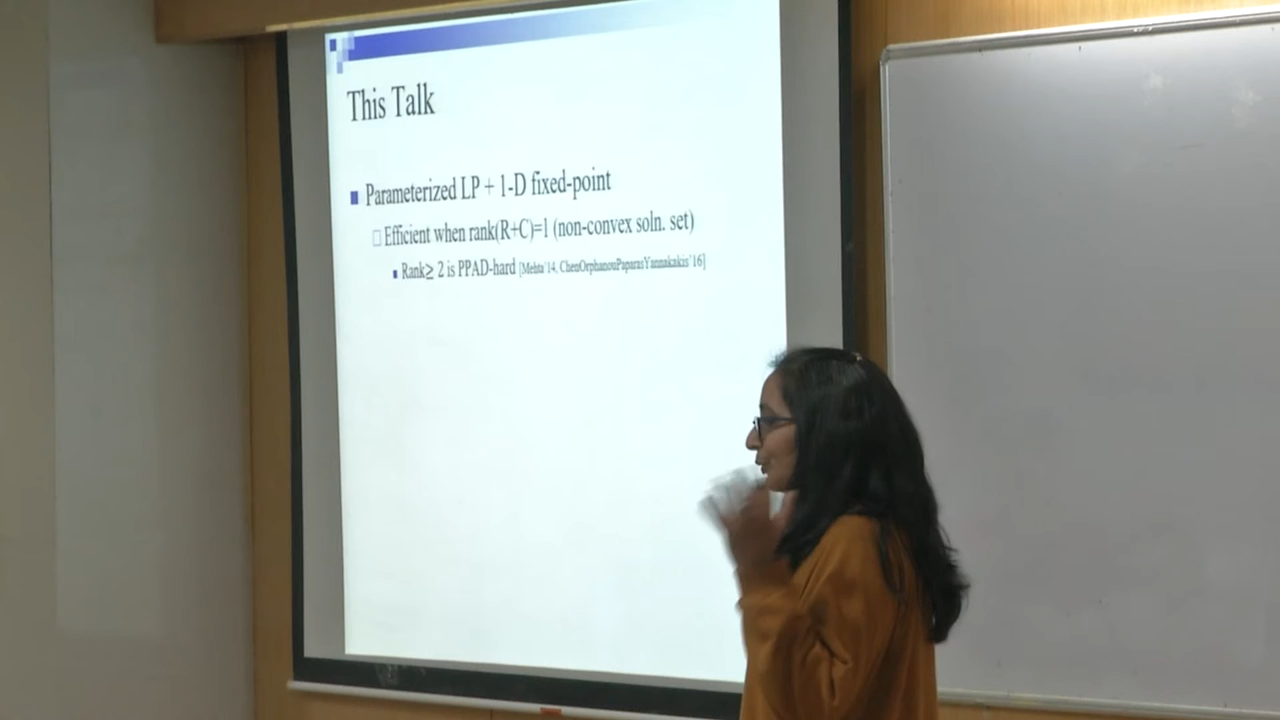 This Talk
Parameterized LP + 1-D fixed-point
Efficient when rank(R+C)=1 (non-convex soln. set)
Rank≥ 2 is PPAD-hard [Mehta'14, ChenOrphanouPaparasYannakakis'16]